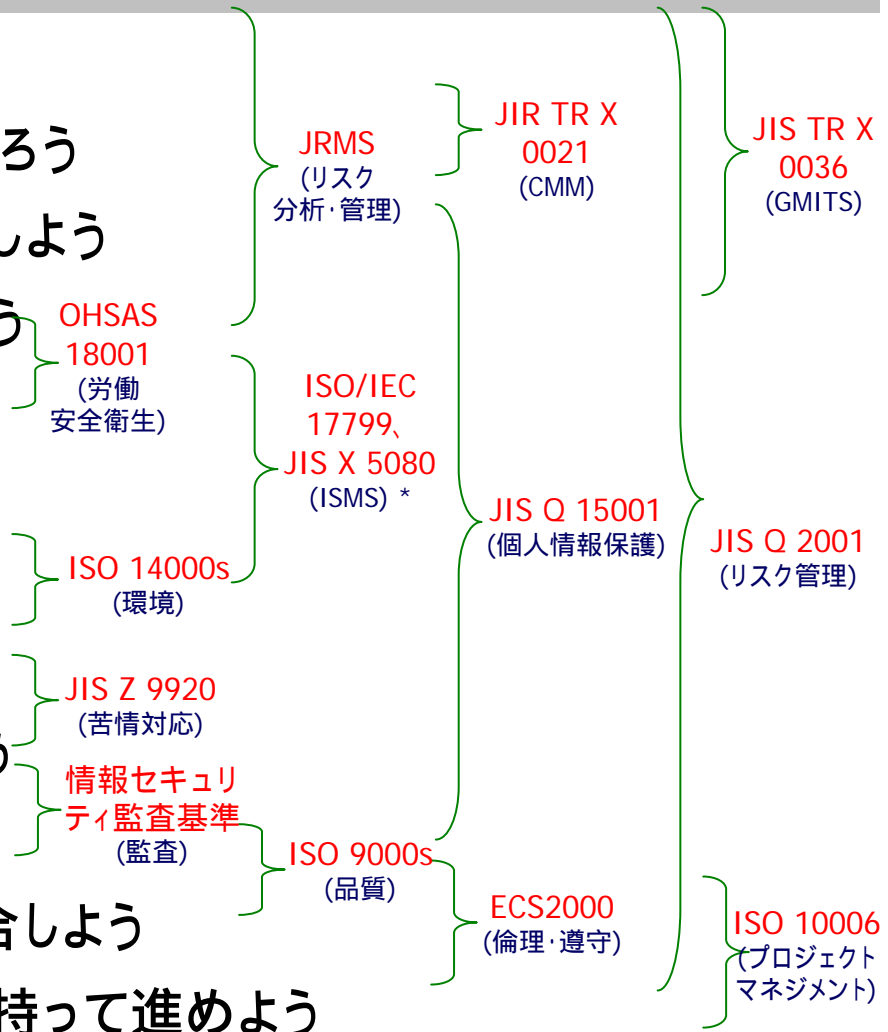 ろう
しよう
う
OHSAS
18001
(労働
安全衛生)
JRMS
(リスク
分析・管理)
JIR TR X
0021
(CMM)
JIS TR X
0036
(GMITS)
ISO/IEC
17799、
JIS X 5080
(ISMS) *
ISO 14000s
(環境)
JIS Q 15001
(個人情報保護)
JIS Q 2001
(リスク管理)
JIS Z 9920
(苦情対応)
情報セキュリ
ティ監査基準
(監査)
ISO 9000s
(品質)
ECS2000
(倫理・遵守)
ISO 10006
(プロジェクト
マネジメント)
合しよう
持って進めよう